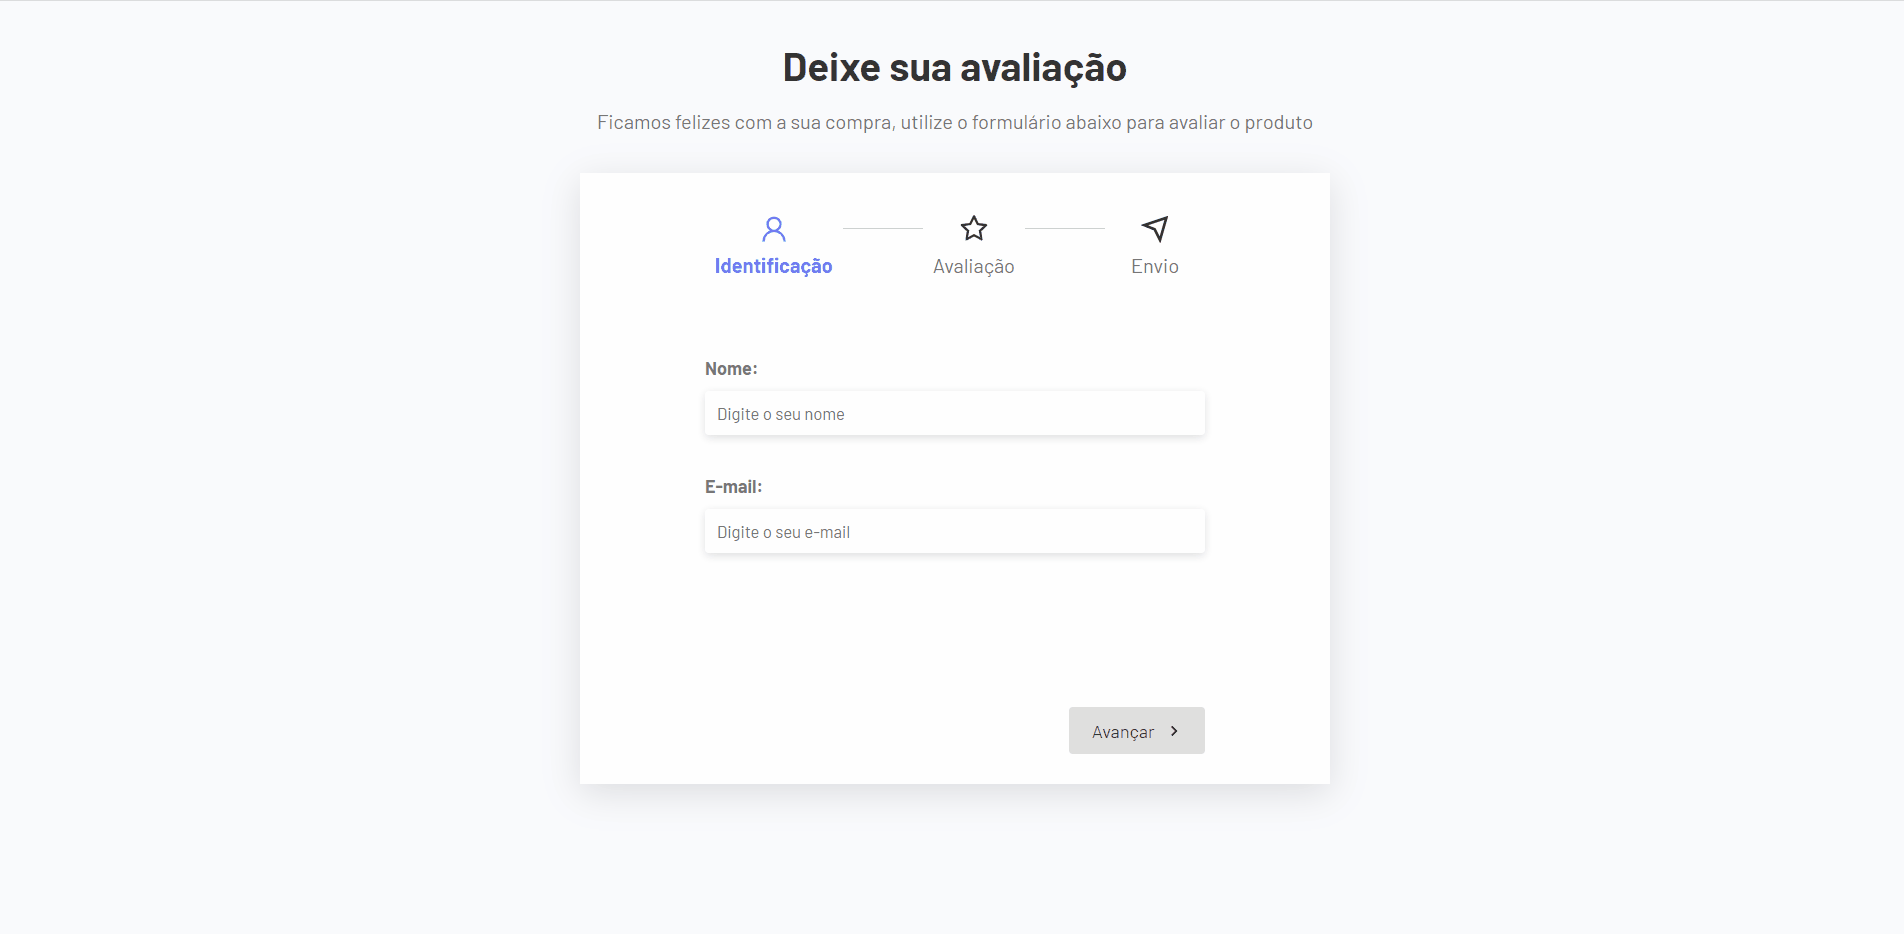 Deixe sua avaliação
Ficamos felizes com a sua compra, utilize o formulário abaixo para avaliar o produto
Identificação
Avaliação
Envio
Nome:
Digite o seu nome
E-mail:
Digite o seu e-mail
Avançar